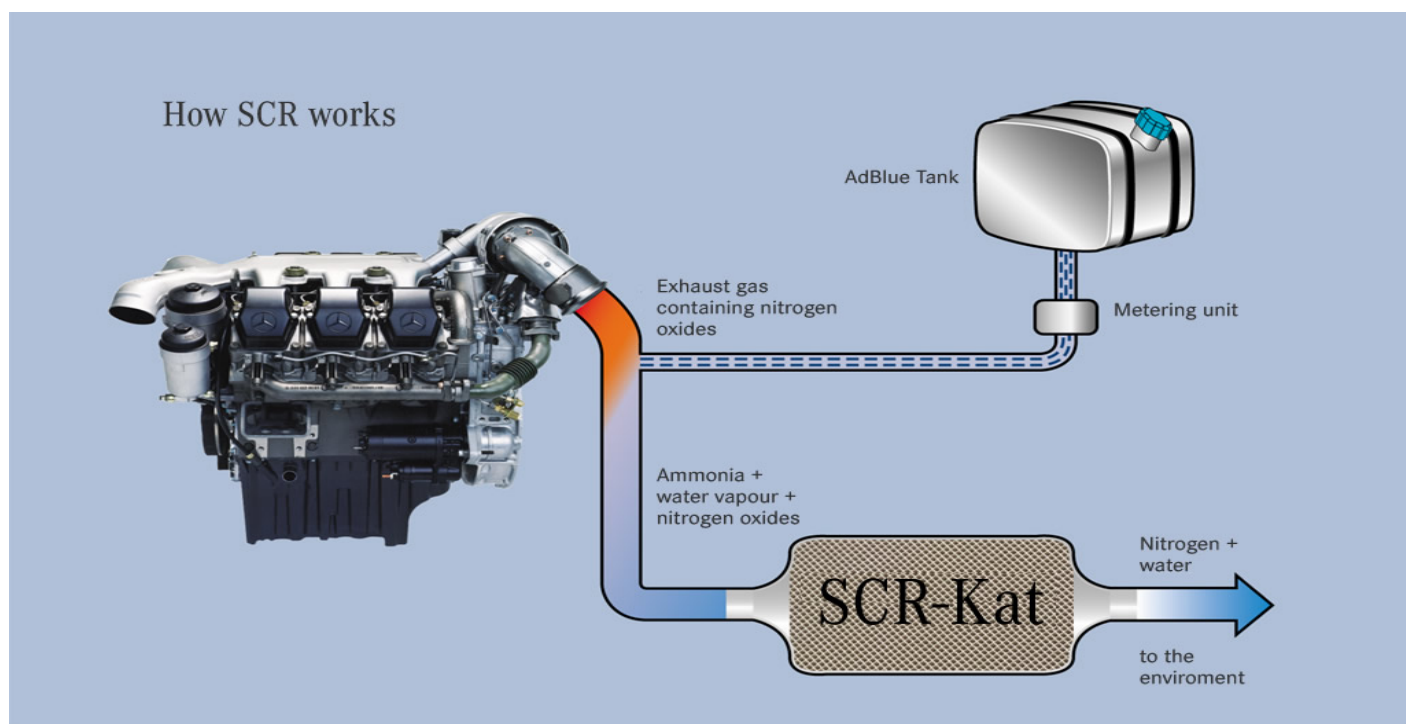 How SCR works
AdBlue Tank
Exhaust gas
containing nitrogen
oxides
Metering unit
Ammonia +
water vapour +
nitrogen oxides
SCR-Kat
Nitrogen +
water
to the
enviroment